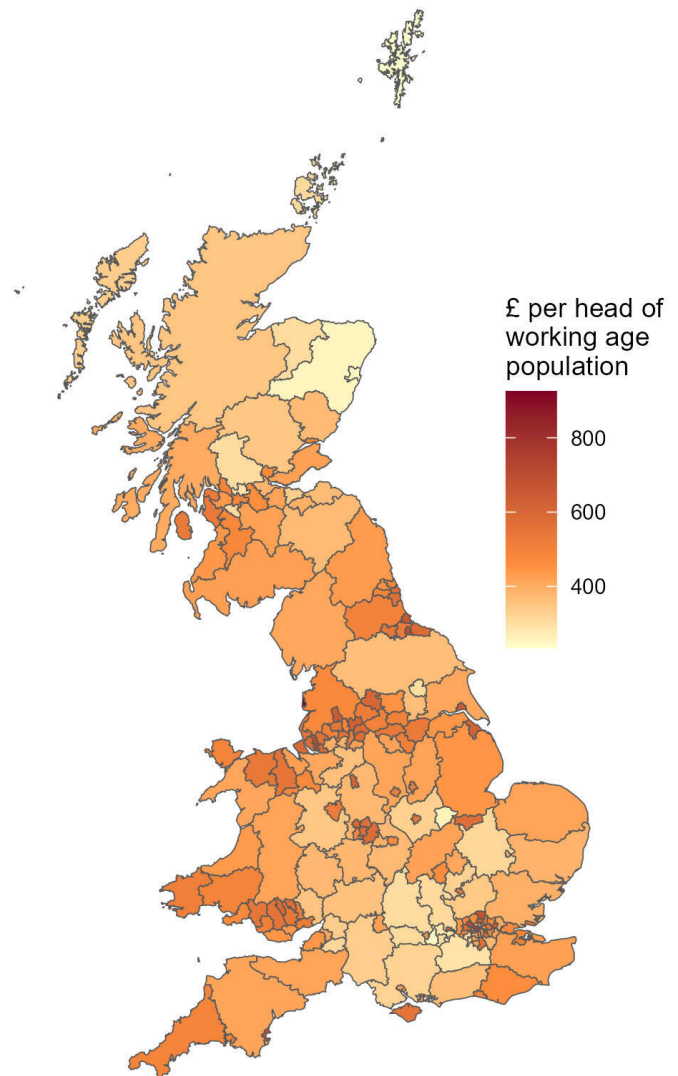 £ per head of
working age
population
800
600
400